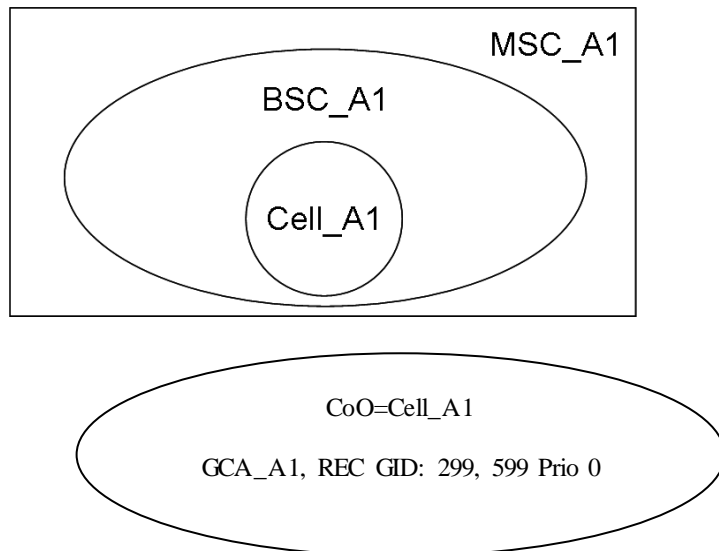 MSC_A1
BSC_A1
Cell_A1
CoO=Cell_A1
GCA_A1, REC GID: 299, 599 Prio 0